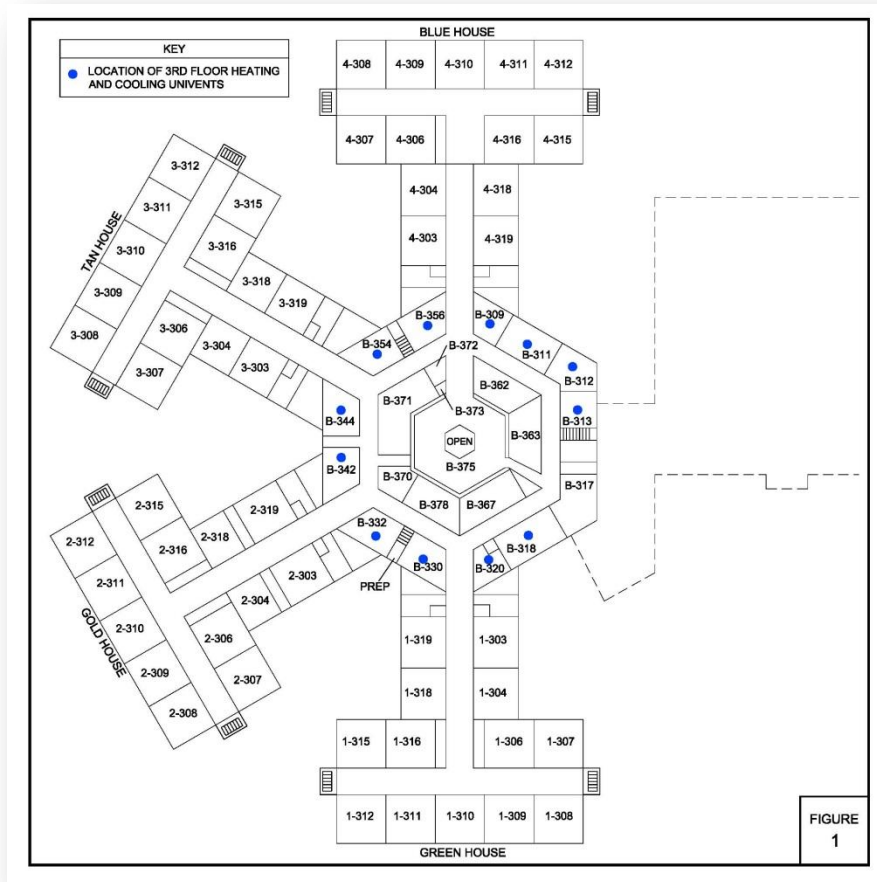 BLUE HOUSE
KEY
LOCATION OF 3RD FLOOR HEATING
AND COOLING UNIVENTS
4-308 4-309 4-310 4-311 4-312
4-307 4-306 4-316 4-315
4-304 4-318
4-303 4-319
TAN HOUSE
3-312
3-311
3-310
3-309
3-308
3-315
3-316
3-318
3-319
3-306
3-307
3-304
3-303
B-356 B-309
B-354 B-372 B-311
B-312
B-371 B-362
B-344 B-373 B-313
OPEN B-363
B-342 B-375
B-370 B-317
B-378 B-367
B-332 B-318
B-330 B-320
PREP
GOLD HOUSE
2-315
2-316
2-318
2-319
2-312
2-311
2-310
2-309
2-308
2-303
2-304
2-306
2-307
1-319 1-303
1-318 1-304
1-315 1-316 1-306 1-307
1-312 1-311 1-310 1-309 1-308
GREEN HOUSE
FIGURE
1